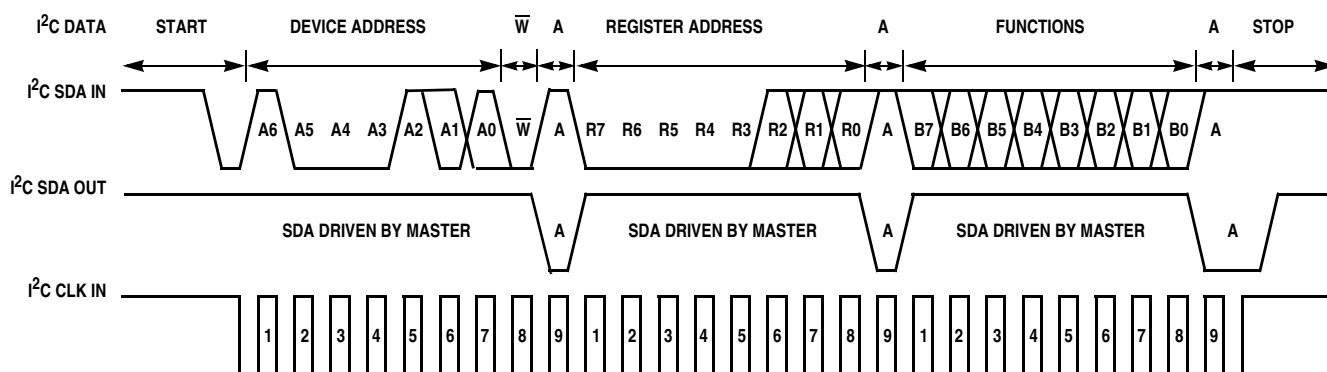 I²C DATA START DEVICE ADDRESS W̅ A REGISTER ADDRESS A FUNCTIONS A STOP
I²C SDA IN
A6 A5 A4 A3 A2 A1 A0 W̅ A R7 R6 R5 R4 R3 R2 R1 R0 A B7 B6 B5 B4 B3 B2 B1 B0 A
I²C SDA OUT
SDA DRIVEN BY MASTER A SDA DRIVEN BY MASTER A SDA DRIVEN BY MASTER A
I²C CLK IN
1 2 3 4 5 6 7 8 9 1 2 3 4 5 6 7 8 9 1 2 3 4 5 6 7 8 9